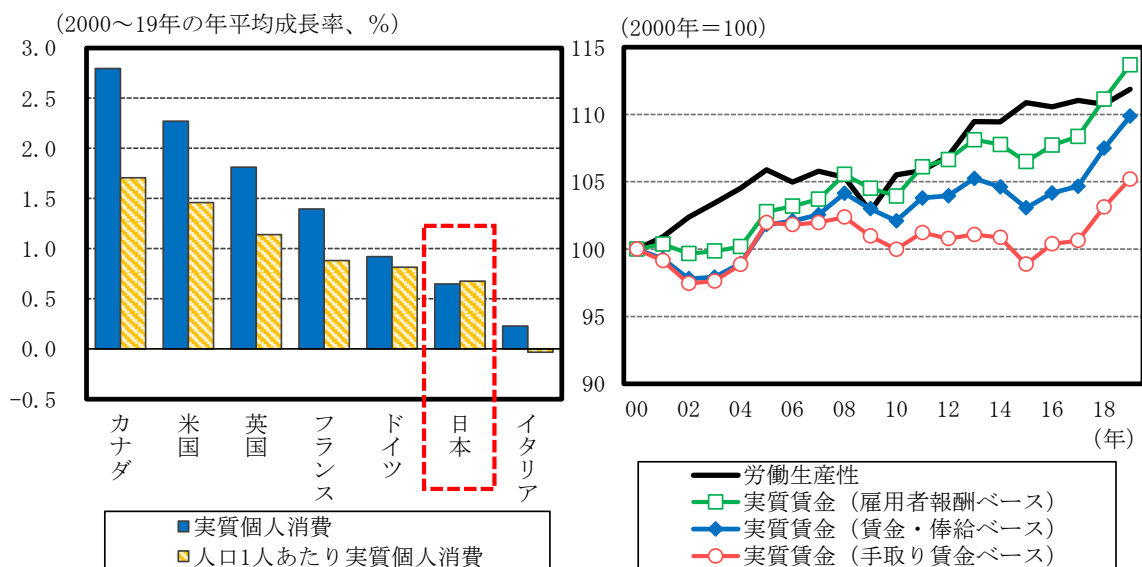 (2000～19年の年平均成長率、%)
3.0
2.5
2.0
1.5
1.0
0.5
0.0
-0.5
カナダ
米国
英国
フランス
ドイツ
日本
イタリア
実質個人消費
人口1人あたり実質個人消費
(2000年＝100)
115
110
105
100
95
90
00 02 04 06 08 10 12 14 16 18
(年)
労働生産性
実質賃金（雇用者報酬ベース）
実質賃金（賃金・俸給ベース）
実質賃金（手取り賃金ベース）